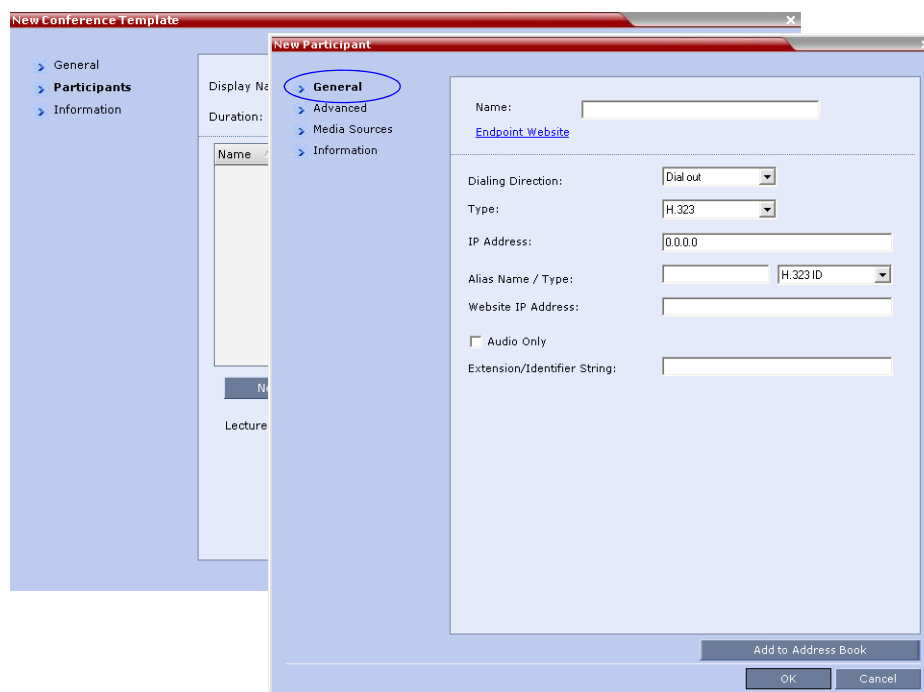 New Conference Template
General
Participants
Information
Display Na
Duration:
Name
Ne
Lecture
New Participant
General
Advanced
Media Sources
Information
Name:
Endpoint Website
Dialing Direction: Dial out
Type: H.323
IP Address: 0.0.0.0
Alias Name / Type: H.323 ID
Website IP Address:
Audio Only
Extension/Identifier String:
Add to Address Book
OK Cancel